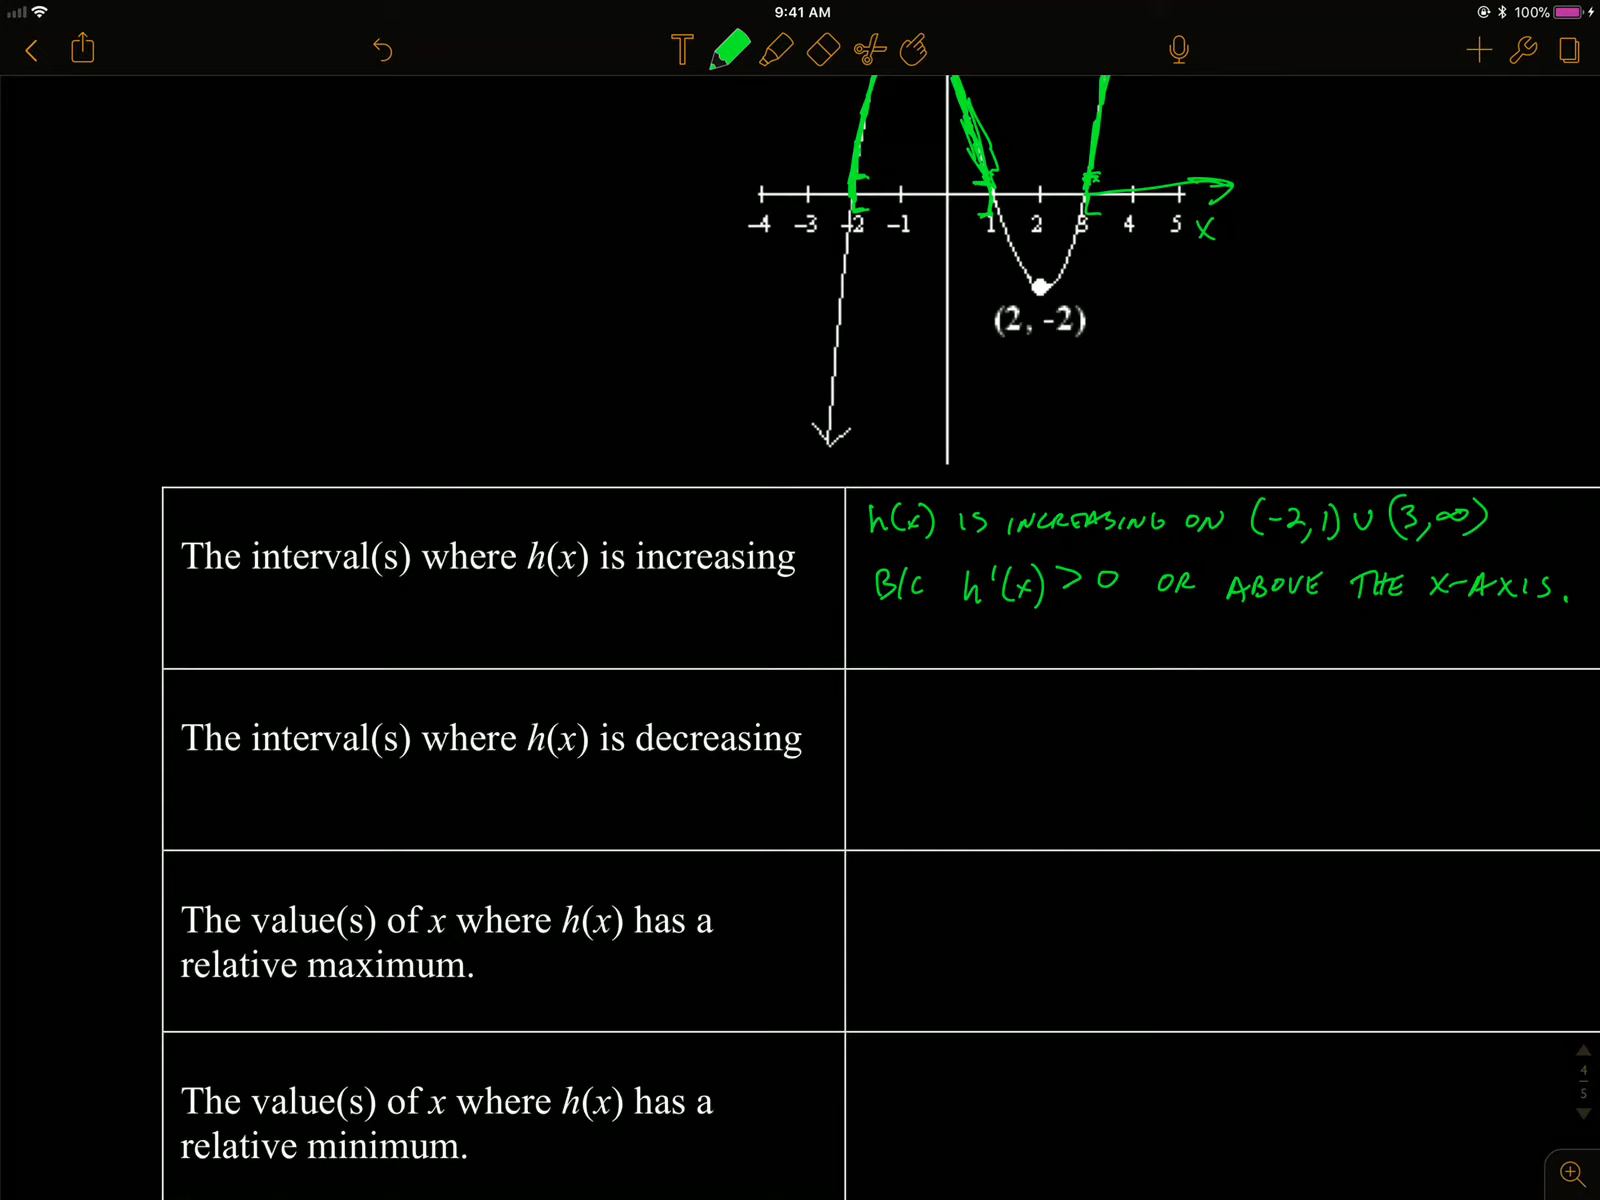 9:41 AM
100%
-4 -3 -2 -1 1 2 3 4 5 X
(2, -2)
The interval(s) where h(x) is increasing
h(x) IS INCREASING ON (-2,1) ∪ (3,∞)
B/C h'(x) > 0 OR ABOVE THE X-AXIS.
The interval(s) where h(x) is decreasing
The value(s) of x where h(x) has a
relative maximum.
The value(s) of x where h(x) has a
relative minimum.
4
5